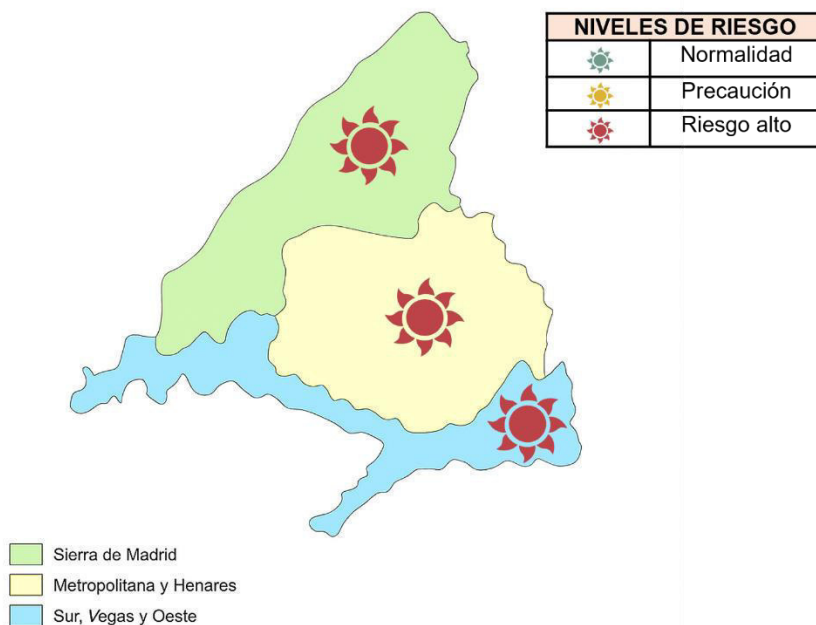 NIVELES DE RIESGO
Normalidad
Precaución
Riesgo alto
Sierra de Madrid
Metropolitana y Henares
Sur, Vegas y Oeste